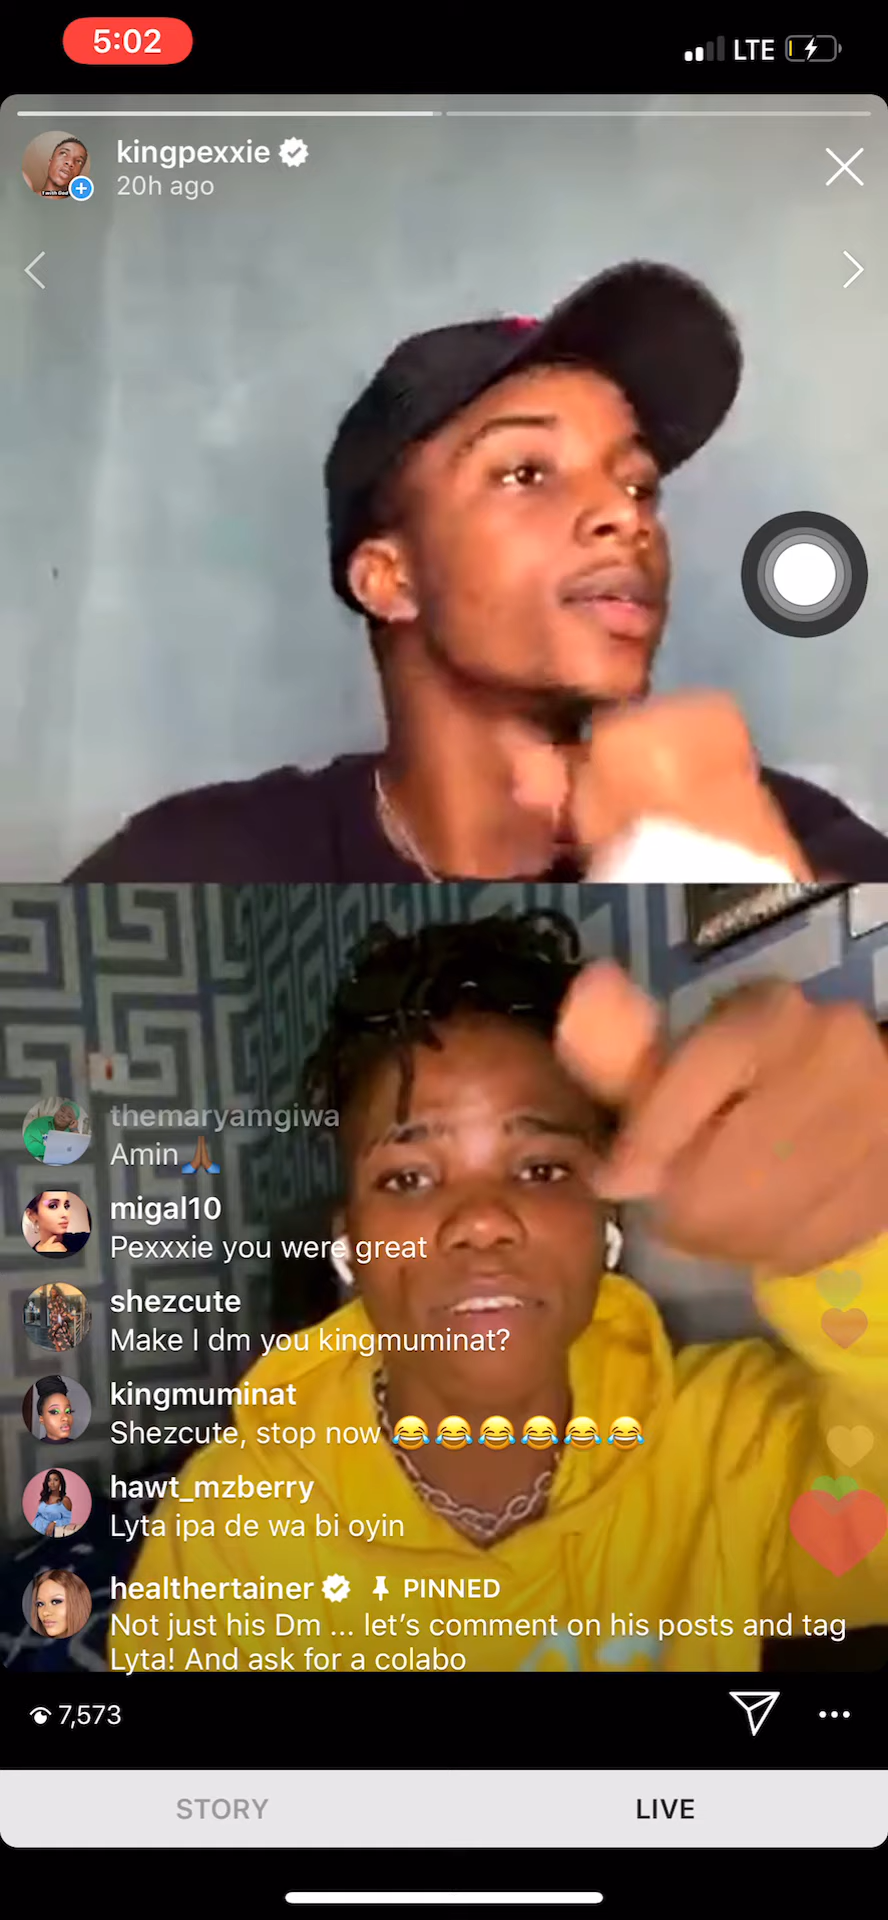 5:02
LTE
kingpexxie
20h ago
themaryamgiwa
Amin🙏🏾
migal10
Pexxxie you were great
shezcute
Make I dm you kingmuminat?
kingmuminat
Shezcute, stop now 😂😂😂😂😂😂
hawt_mzberry
Lyta ipa de wa bi oyin
healthertainer PINNED
Not just his Dm ... let's comment on his posts and tag
Lyta! And ask for a colabo
7,573
STORY LIVE